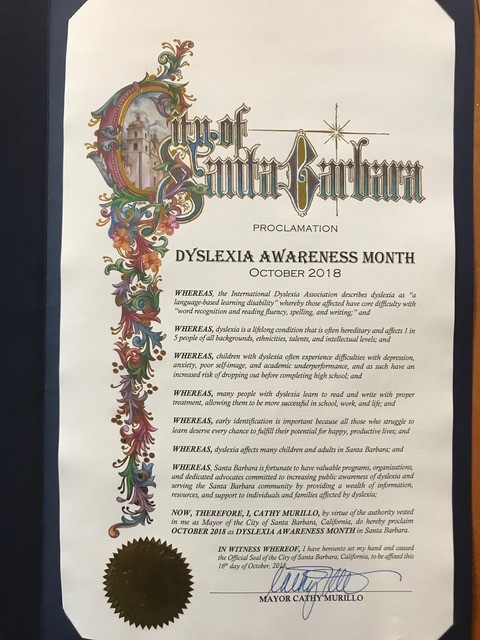 City of
Santa Barbara
PROCLAMATION
DYSLEXIA AWARENESS MONTH
OCTOBER 2018
WHEREAS, the International Dyslexia Association describes dyslexia as "a
language-based learning disability" whereby those affected have core difficulty with
"word recognition and reading fluency, spelling, and writing;" and
WHEREAS, dyslexia is a lifelong condition that is often hereditary and affects 1 in
5 people of all backgrounds, ethnicities, talents, and intellectual levels; and
WHEREAS, children with dyslexia often experience difficulties with depression,
anxiety, poor self-image, and academic underperformance, and as such have an
increased risk of dropping out before completing high school; and
WHEREAS, many people with dyslexia learn to read and write with proper
treatment, allowing them to be more successful in school, work, and life; and
WHEREAS, early identification is important because all those who struggle to
learn deserve every chance to fulfill their potential for happy, productive lives; and
WHEREAS, dyslexia affects many children and adults in Santa Barbara; and
WHEREAS, Santa Barbara is fortunate to have valuable programs, organizations,
and dedicated advocates committed to increasing public awareness of dyslexia and
serving the Santa Barbara community by providing a wealth of information,
resources, and support to individuals and families affected by dyslexia;
NOW, THEREFORE, I, CATHY MURILLO, by virtue of the authority vested
in me as Mayor of the City of Santa Barbara, California, do hereby proclaim
OCTOBER 2018 as DYSLEXIA AWARENESS MONTH in Santa Barbara.
IN WITNESS WHEREOF, I have hereunto set my hand and caused
the Official Seal of the City of Santa Barbara, California, to be affixed this
16th day of October, 2018.
MAYOR CATHY MURILLO